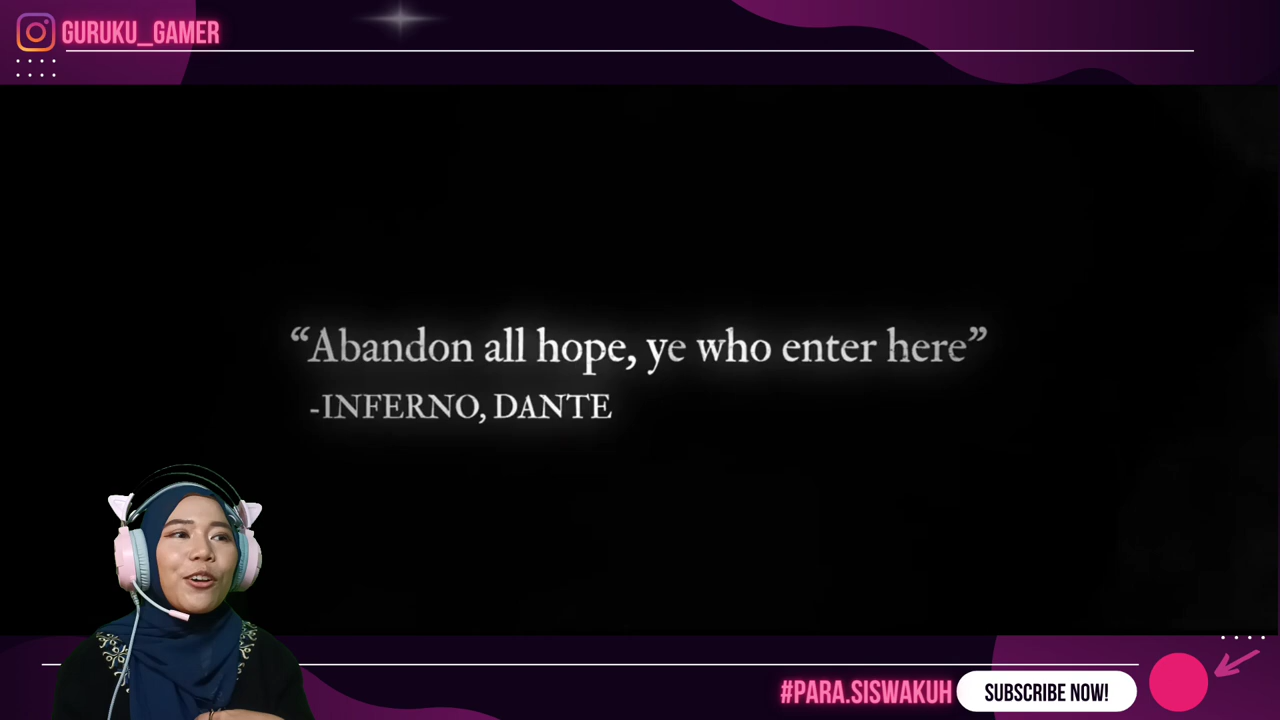 GURUKU_GAMER
“Abandon all hope, ye who enter here”
-INFERNO, DANTE
#PARA.SISWAKUH
SUBSCRIBE NOW!